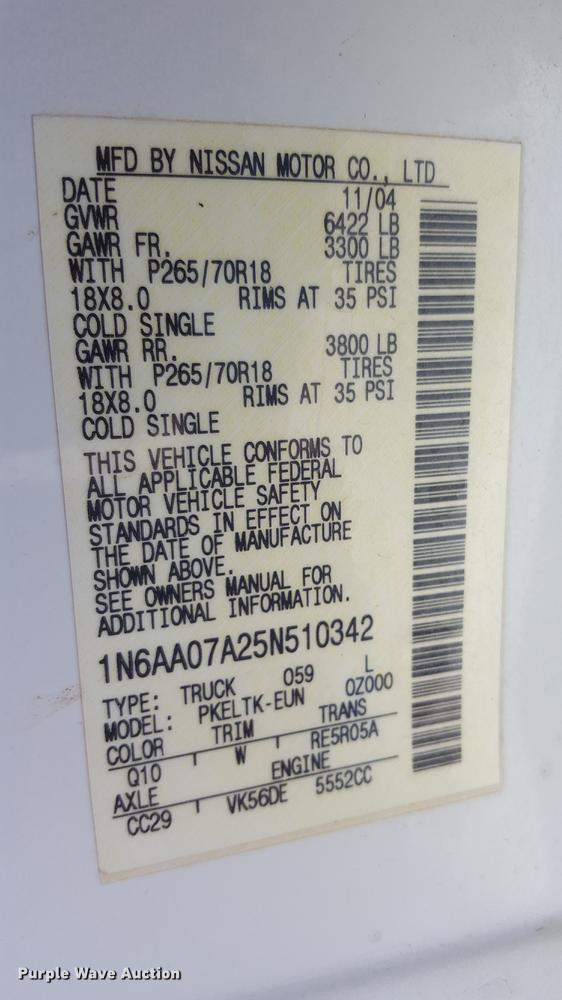 MFD BY NISSAN MOTOR CO., LTD
DATE 11/04
GVWR 6422 LB
GAWR FR. 3300 LB
WITH P265/70R18 TIRES
18X8.0 RIMS AT 35 PSI
COLD SINGLE
GAWR RR. 3800 LB
WITH P265/70R18 TIRES
18X8.0 RIMS AT 35 PSI
COLD SINGLE
THIS VEHICLE CONFORMS TO
ALL APPLICABLE FEDERAL
MOTOR VEHICLE SAFETY
STANDARDS IN EFFECT ON
THE DATE OF MANUFACTURE
SHOWN ABOVE.
SEE OWNERS MANUAL FOR
ADDITIONAL INFORMATION.
1N6AA07A25N510342
TYPE: TRUCK 059 L
MODEL: PKELTK-EUN 0Z000
COLOR TRIM TRANS
Q10 W RE5R05A
AXLE ENGINE
CC29 VK56DE 5552CC
Purple Wave Auction